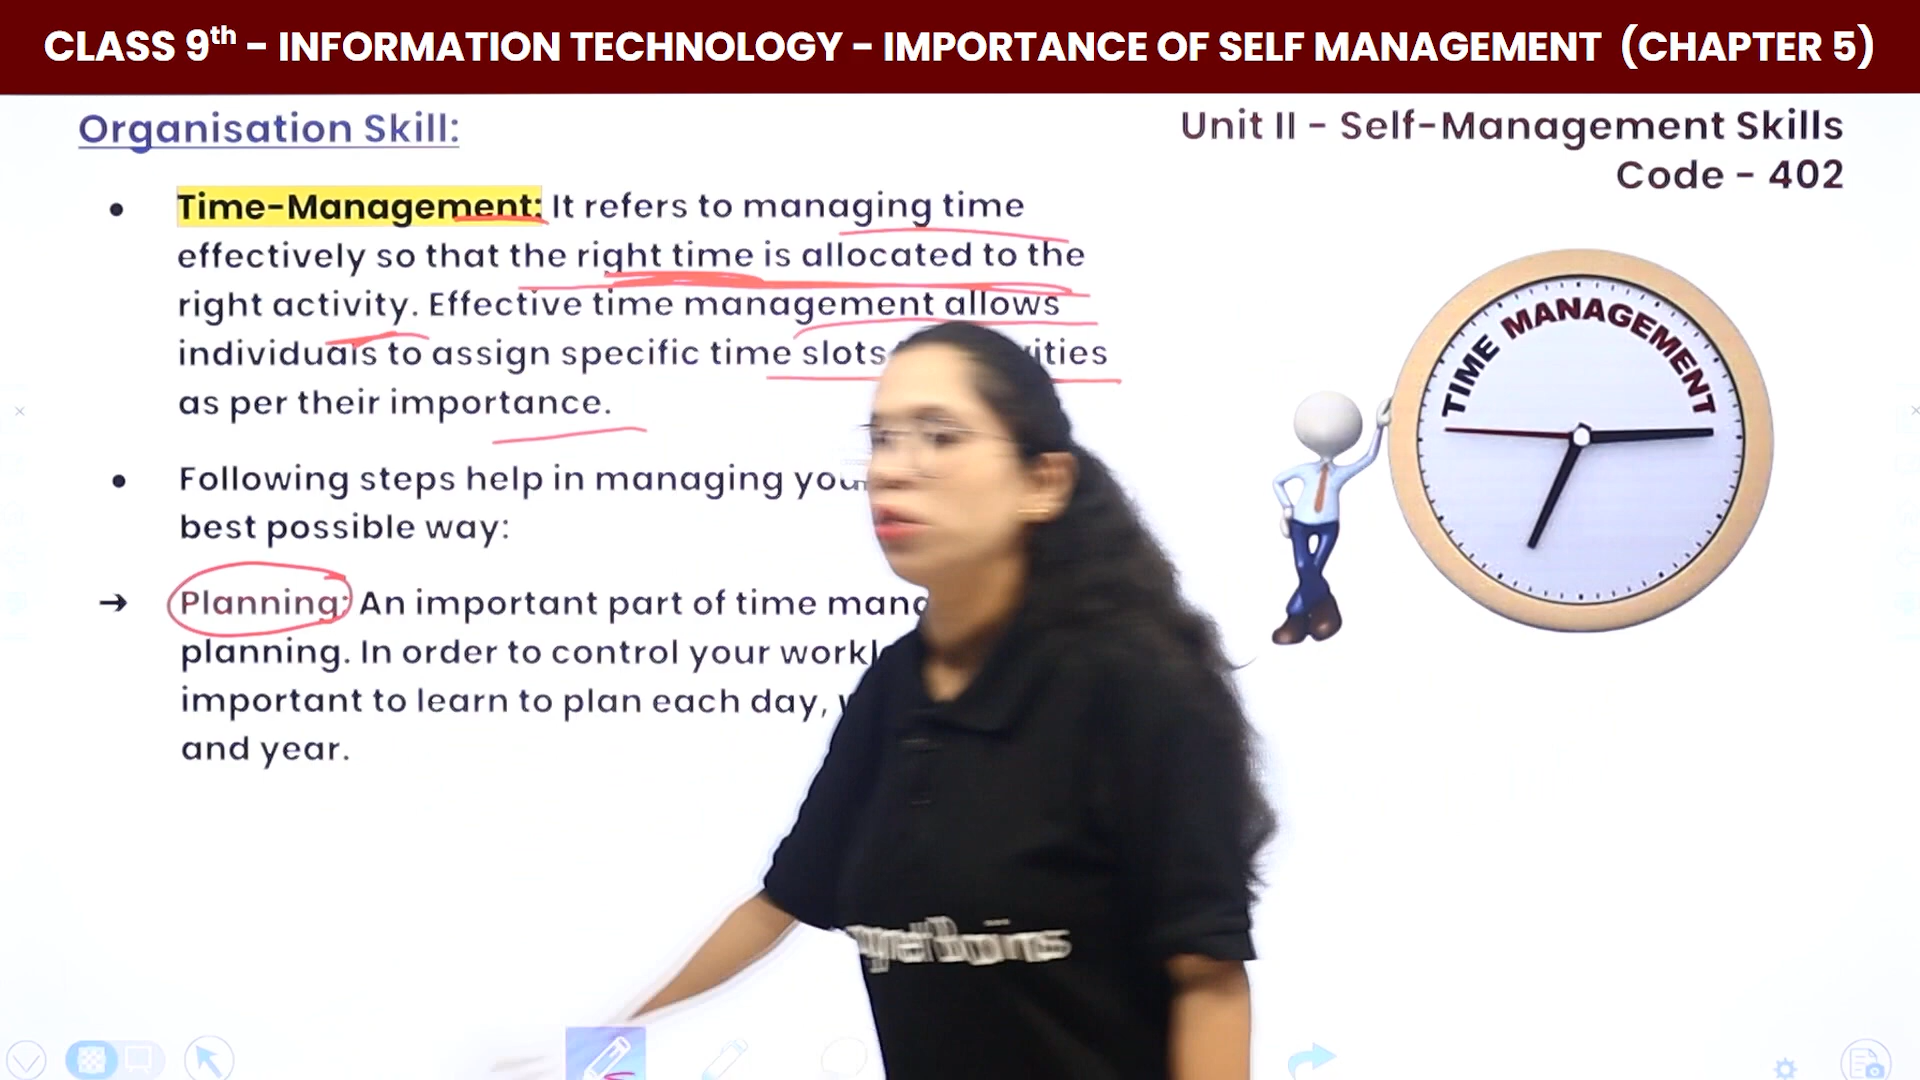 CLASS 9th - INFORMATION TECHNOLOGY - IMPORTANCE OF SELF MANAGEMENT (CHAPTER 5)
Organisation Skill:
Unit II - Self-Management Skills
Code - 402
• Time-Management: It refers to managing time
effectively so that the right time is allocated to the
right activity. Effective time management allows
individuals to assign specific time slots
as per their importance.
• Following steps help in managing
best possible way:
→ Planning: An important part of time
planning. In order to control your
important to learn to plan each day,
and year.
TIME MANAGEMENT